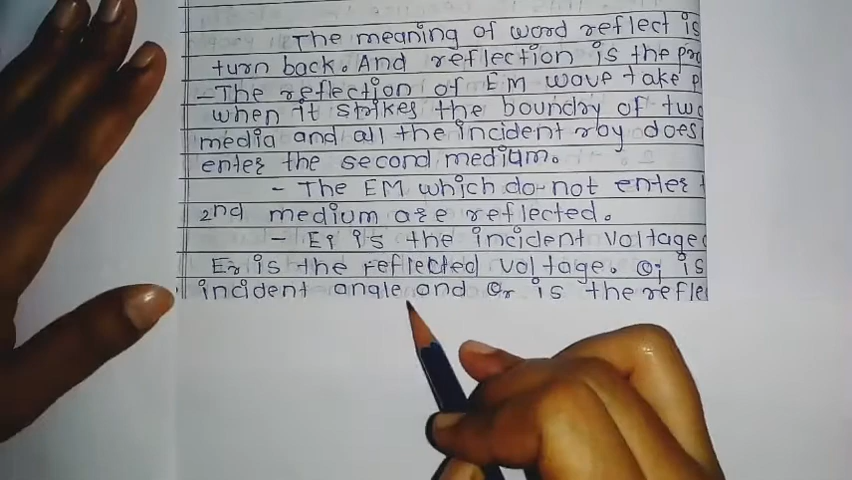 The meaning of word reflect is
turn back. And reflection is the pro
- The reflection of EM wave take p
when it strikes the boundry of two
media and all the incident ray does
enter the second medium.
- The EM which do-not enter t
2nd medium are reflected.
- Ei is the incident voltage
Er is the reflected voltage. θi is
incident angle and θr is the refle